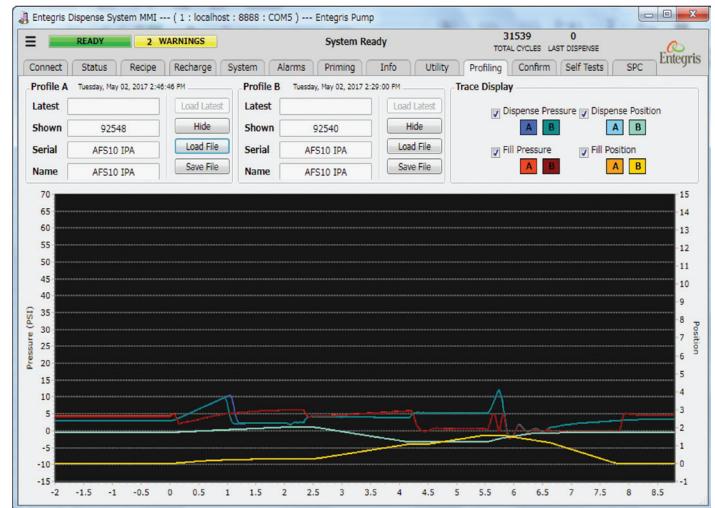 Entegris Dispense System MMI --- ( 1 : localhost : 8888 : COM5 ) --- Entegris Pump
READY
2 WARNINGS
System Ready
31539 0
TOTAL CYCLES LAST DISPENSE
Entegris
Connect Status Recipe Recharge System Alarms Priming Info Utility Profiling Confirm Self Tests SPC
Profile A Tuesday, May 02, 2017 2:46:46 PM
Latest Load Latest
Shown 92548 Hide
Serial AFS10 IPA Load File
Name AFS10 IPA Save File
Profile B Tuesday, May 02, 2017 2:29:00 PM
Latest Load Latest
Shown 92540 Hide
Serial AFS10 IPA Load File
Name AFS10 IPA Save File
Trace Display
Dispense Pressure Dispense Position
A B A B
Fill Pressure Fill Position
A B A B
Pressure (PSI)
70
65
60
55
50
45
40
35
30
25
20
15
10
5
0
-5
-10
-15
15
14
13
12
11
10
9
8
7
6
5
4
3
2
1
0
-1
Position
-2 -1.5 -1 -0.5 0 0.5 1 1.5 2 2.5 3 3.5 4 4.5 5 5.5 6 6.5 7 7.5 8 8.5